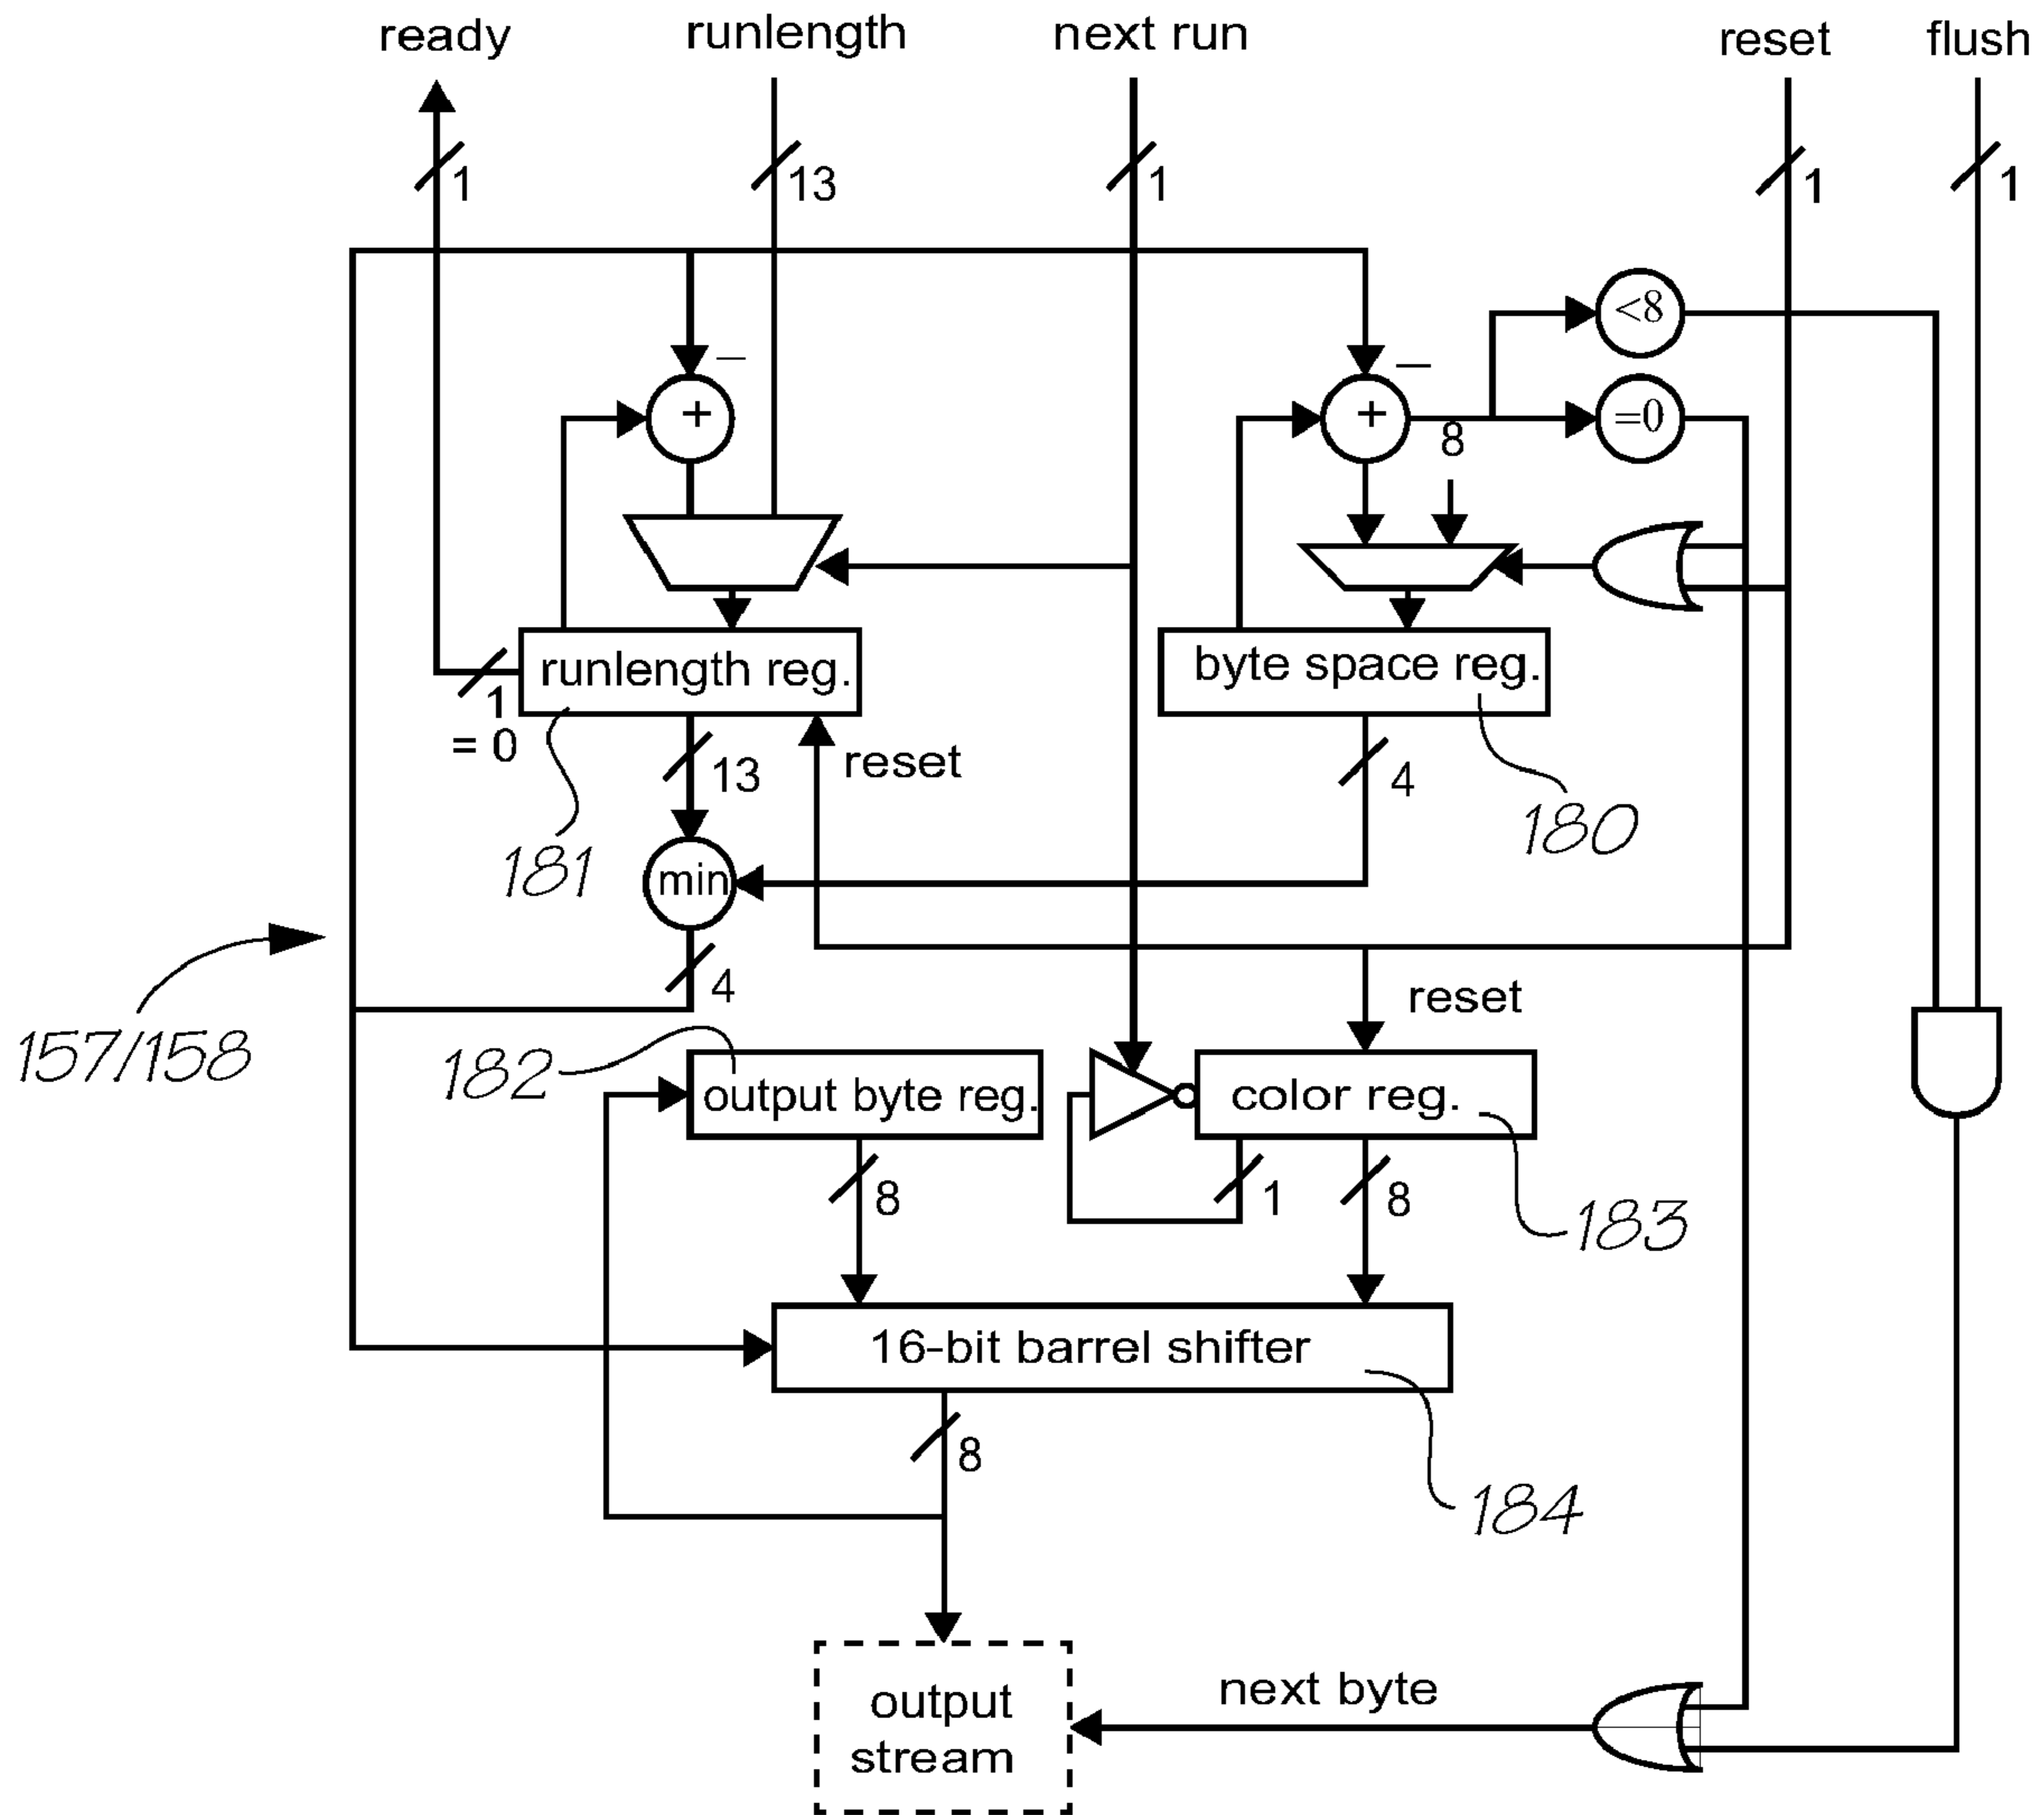 ready
runlength
next run
reset
flush
1
13
1
1
1
−
−
<8
+
+
=0
8
runlength reg.
byte space reg.
1
= 0
13
reset
4
180
181
min
4
reset
157/158
182
output byte reg.
color reg.
8
1
8
183
16-bit barrel shifter
8
184
next byte
output
stream